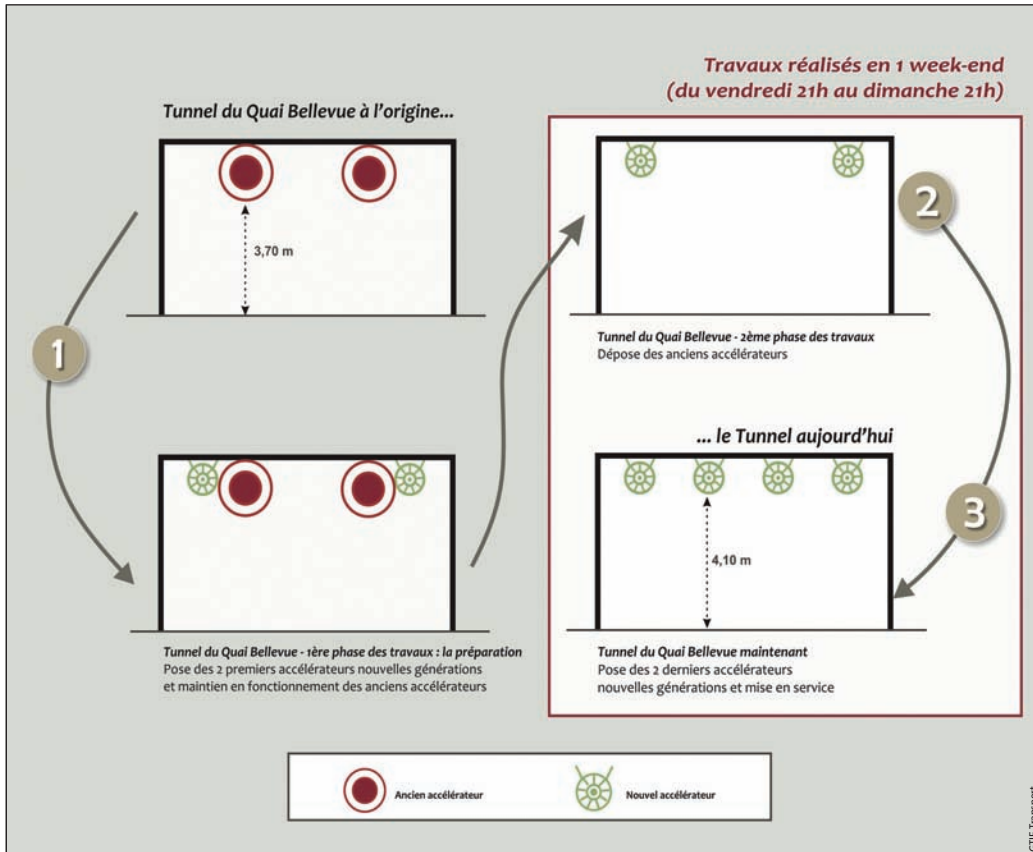 Travaux réalisés en 1 week-end
(du vendredi 21h au dimanche 21h)
Tunnel du Quai Bellevue à l'origine...
3,70 m
1
Tunnel du Quai Bellevue - 1ère phase des travaux : la préparation
Pose des 2 premiers accélérateurs nouvelles générations
et maintien en fonctionnement des anciens accélérateurs
2
Tunnel du Quai Bellevue - 2ème phase des travaux
Dépose des anciens accélérateurs
... le Tunnel aujourd'hui
3
4,10 m
Tunnel du Quai Bellevue maintenant
Pose des 2 derniers accélérateurs
nouvelles générations et mise en service
Ancien accélérateur
Nouvel accélérateur